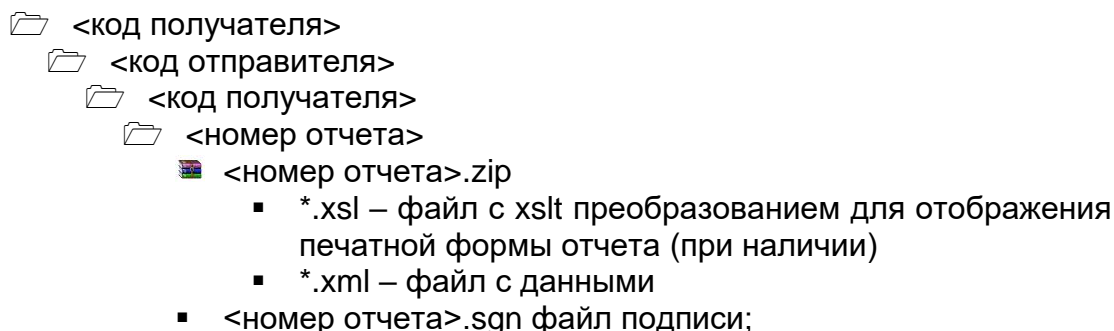 <код получателя>
<код отправителя>
<код получателя>
<номер отчета>
<номер отчета>.zip
▪ *.xsl – файл с xslt преобразованием для отображения
печатной формы отчета (при наличии)
▪ *.xml – файл с данными
▪ <номер отчета>.sgn файл подписи;